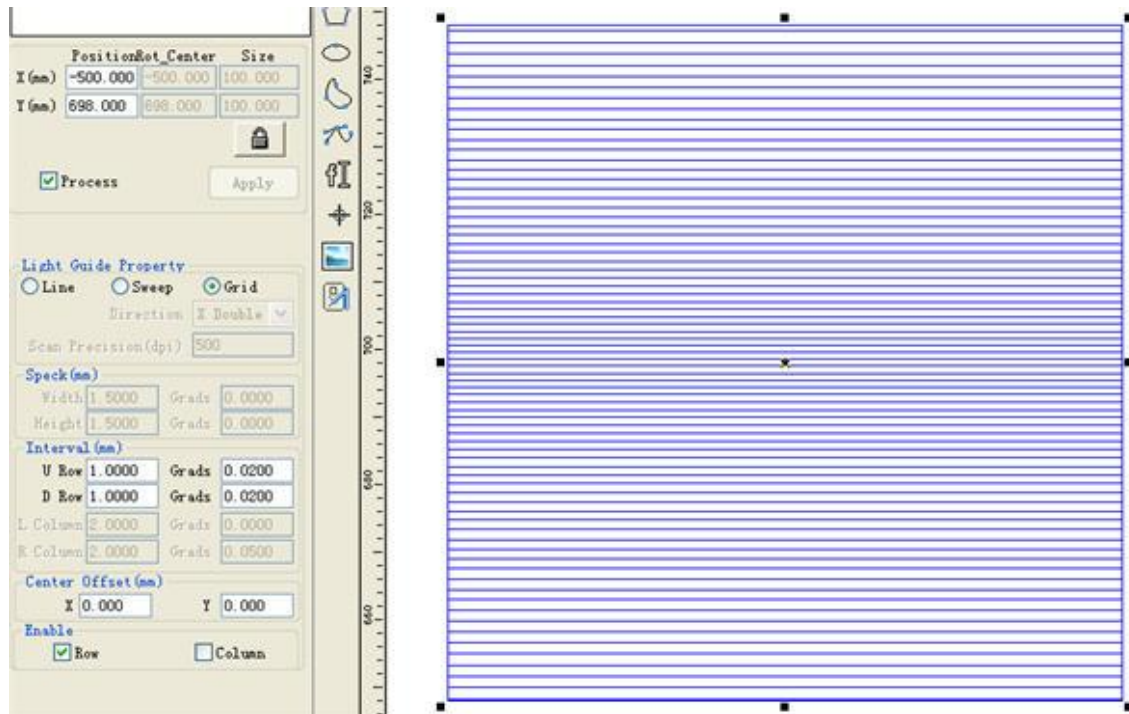 Position Rot_Center Size
X(mm) -500.000 -500.000 100.000
Y(mm) 698.000 698.000 100.000
Process Apply
Light Guide Property
Line Sweep Grid
Direction X Double
Scan Precision(dpi) 500
Speck(mm)
Width 1.5000 Grads 0.0000
Height 1.5000 Grads 0.0000
Interval(mm)
U Row 1.0000 Grads 0.0200
D Row 1.0000 Grads 0.0200
L Column 2.0000 Grads 0.0000
R Column 2.0000 Grads 0.0500
Center Offset(mm)
X 0.000 Y 0.000
Enable
Row Column
740
720
700
680
660